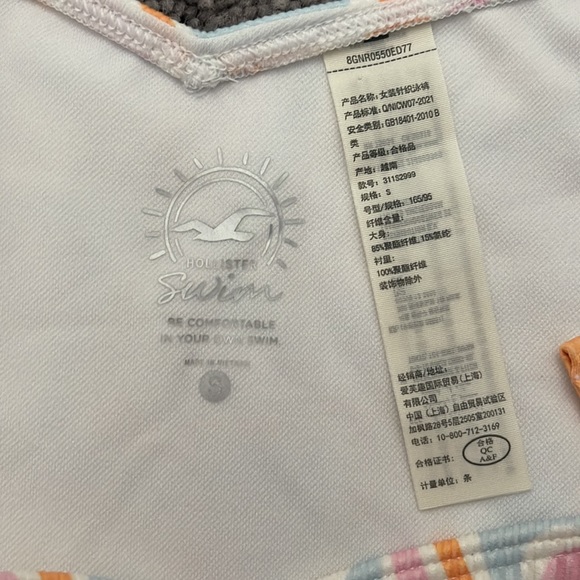 HOLLISTER
Swim
BE COMFORTABLE
IN YOUR OWN SWIM.
MADE IN VIETNAM
S
8GNR0550ED77
产品名称: 女装针织泳裤
产品标准: Q/NICW07-2021
安全类别: GB18401-2010 B
类
产品等级: 合格品
产地: 越南
款号: 311S2999
规格: S
号型/规格: 165/95
纤维含量:
大身:
85%聚酯纤维, 15%氨纶
衬里:
100%聚酯纤维
装饰物除外
经销商/地址:
爱芙趣国际贸易(上海)
有限公司
中国(上海)自由贸易试验区
加枫路28号5层2505室200131
电话: 10-800-712-3169
合格证书:
合格
QC
A&F
计量单位: 条